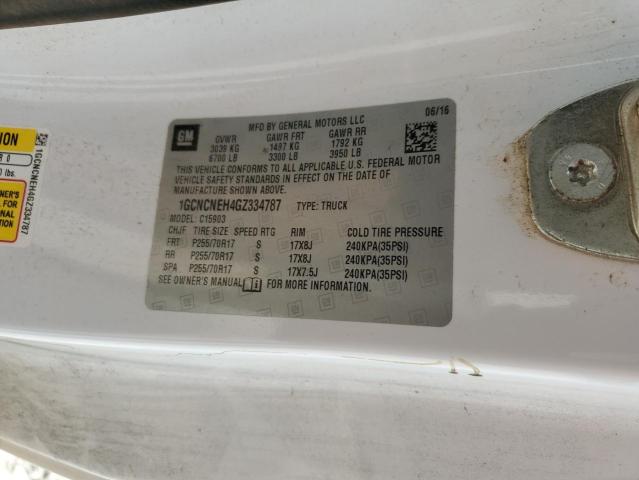 GM
MFD BY GENERAL MOTORS LLC
06/16
GVWR GAWR FRT GAWR RR
3039 KG 1497 KG 1792 KG
6700 LB 3300 LB 3950 LB
THIS VEHICLE CONFORMS TO ALL APPLICABLE U.S. FEDERAL MOTOR
VEHICLE SAFETY STANDARDS IN EFFECT ON THE DATE OF
MANUFACTURE SHOWN ABOVE.
1GCNCNEH4GZ334787 TYPE: TRUCK
MODEL: C15903
TIRE SIZE SPEED RTG RIM COLD TIRE PRESSURE
FRT P255/70R17 S 17X8J 240KPA(35PSI)
RR P255/70R17 S 17X8J 240KPA(35PSI)
SPA P255/70R17 S 17X7.5J 240KPA(35PSI)
SEE OWNER'S MANUAL FOR MORE INFORMATION.
1GCNCNEH4GZ334787